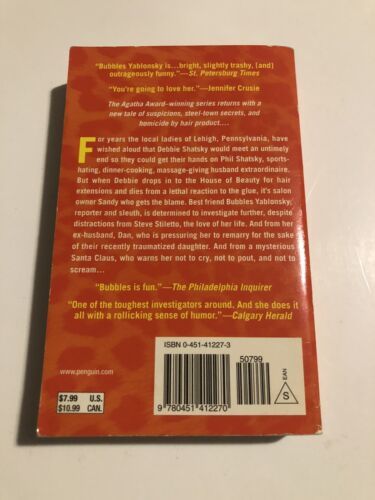 "Bubbles Yablonsky is...bright, slightly trashy, [and]
outrageously funny."—St. Petersburg Times
"You're going to love her."—Jennifer Crusie
The Agatha Award–winning series returns with a
new tale of suspicions, steel-town secrets, and
homicide by hair product....
For years the local ladies of Lehigh, Pennsylvania, have
wished aloud that Debbie Shatsky would meet an untimely
end so they could get their hands on Phil Shatsky, sports-
hating, dinner-cooking, massage-giving husband extraordinaire.
But when Debbie drops in to the House of Beauty for hair
extensions and dies from a lethal reaction to the glue, it's salon
owner Sandy who gets the blame. Best friend Bubbles Yablonsky,
reporter and sleuth, is determined to investigate further, despite
distractions from Steve Stiletto, the love of her life. And from her
ex-husband, Dan, who is pressuring her to remarry for the sake
of their recently traumatized daughter. And from a mysterious
Santa Claus, who warns her not to cry, not to pout, and not to
scream...
"Bubbles is fun."—The Philadelphia Inquirer
"One of the toughest investigators around. And she does it
all with a rollicking sense of humor."—Calgary Herald
www.penguin.com
$7.99 U.S.
$10.99 CAN.
ISBN 0-451-41227-3
50799
9 780451 412270
EAN
S